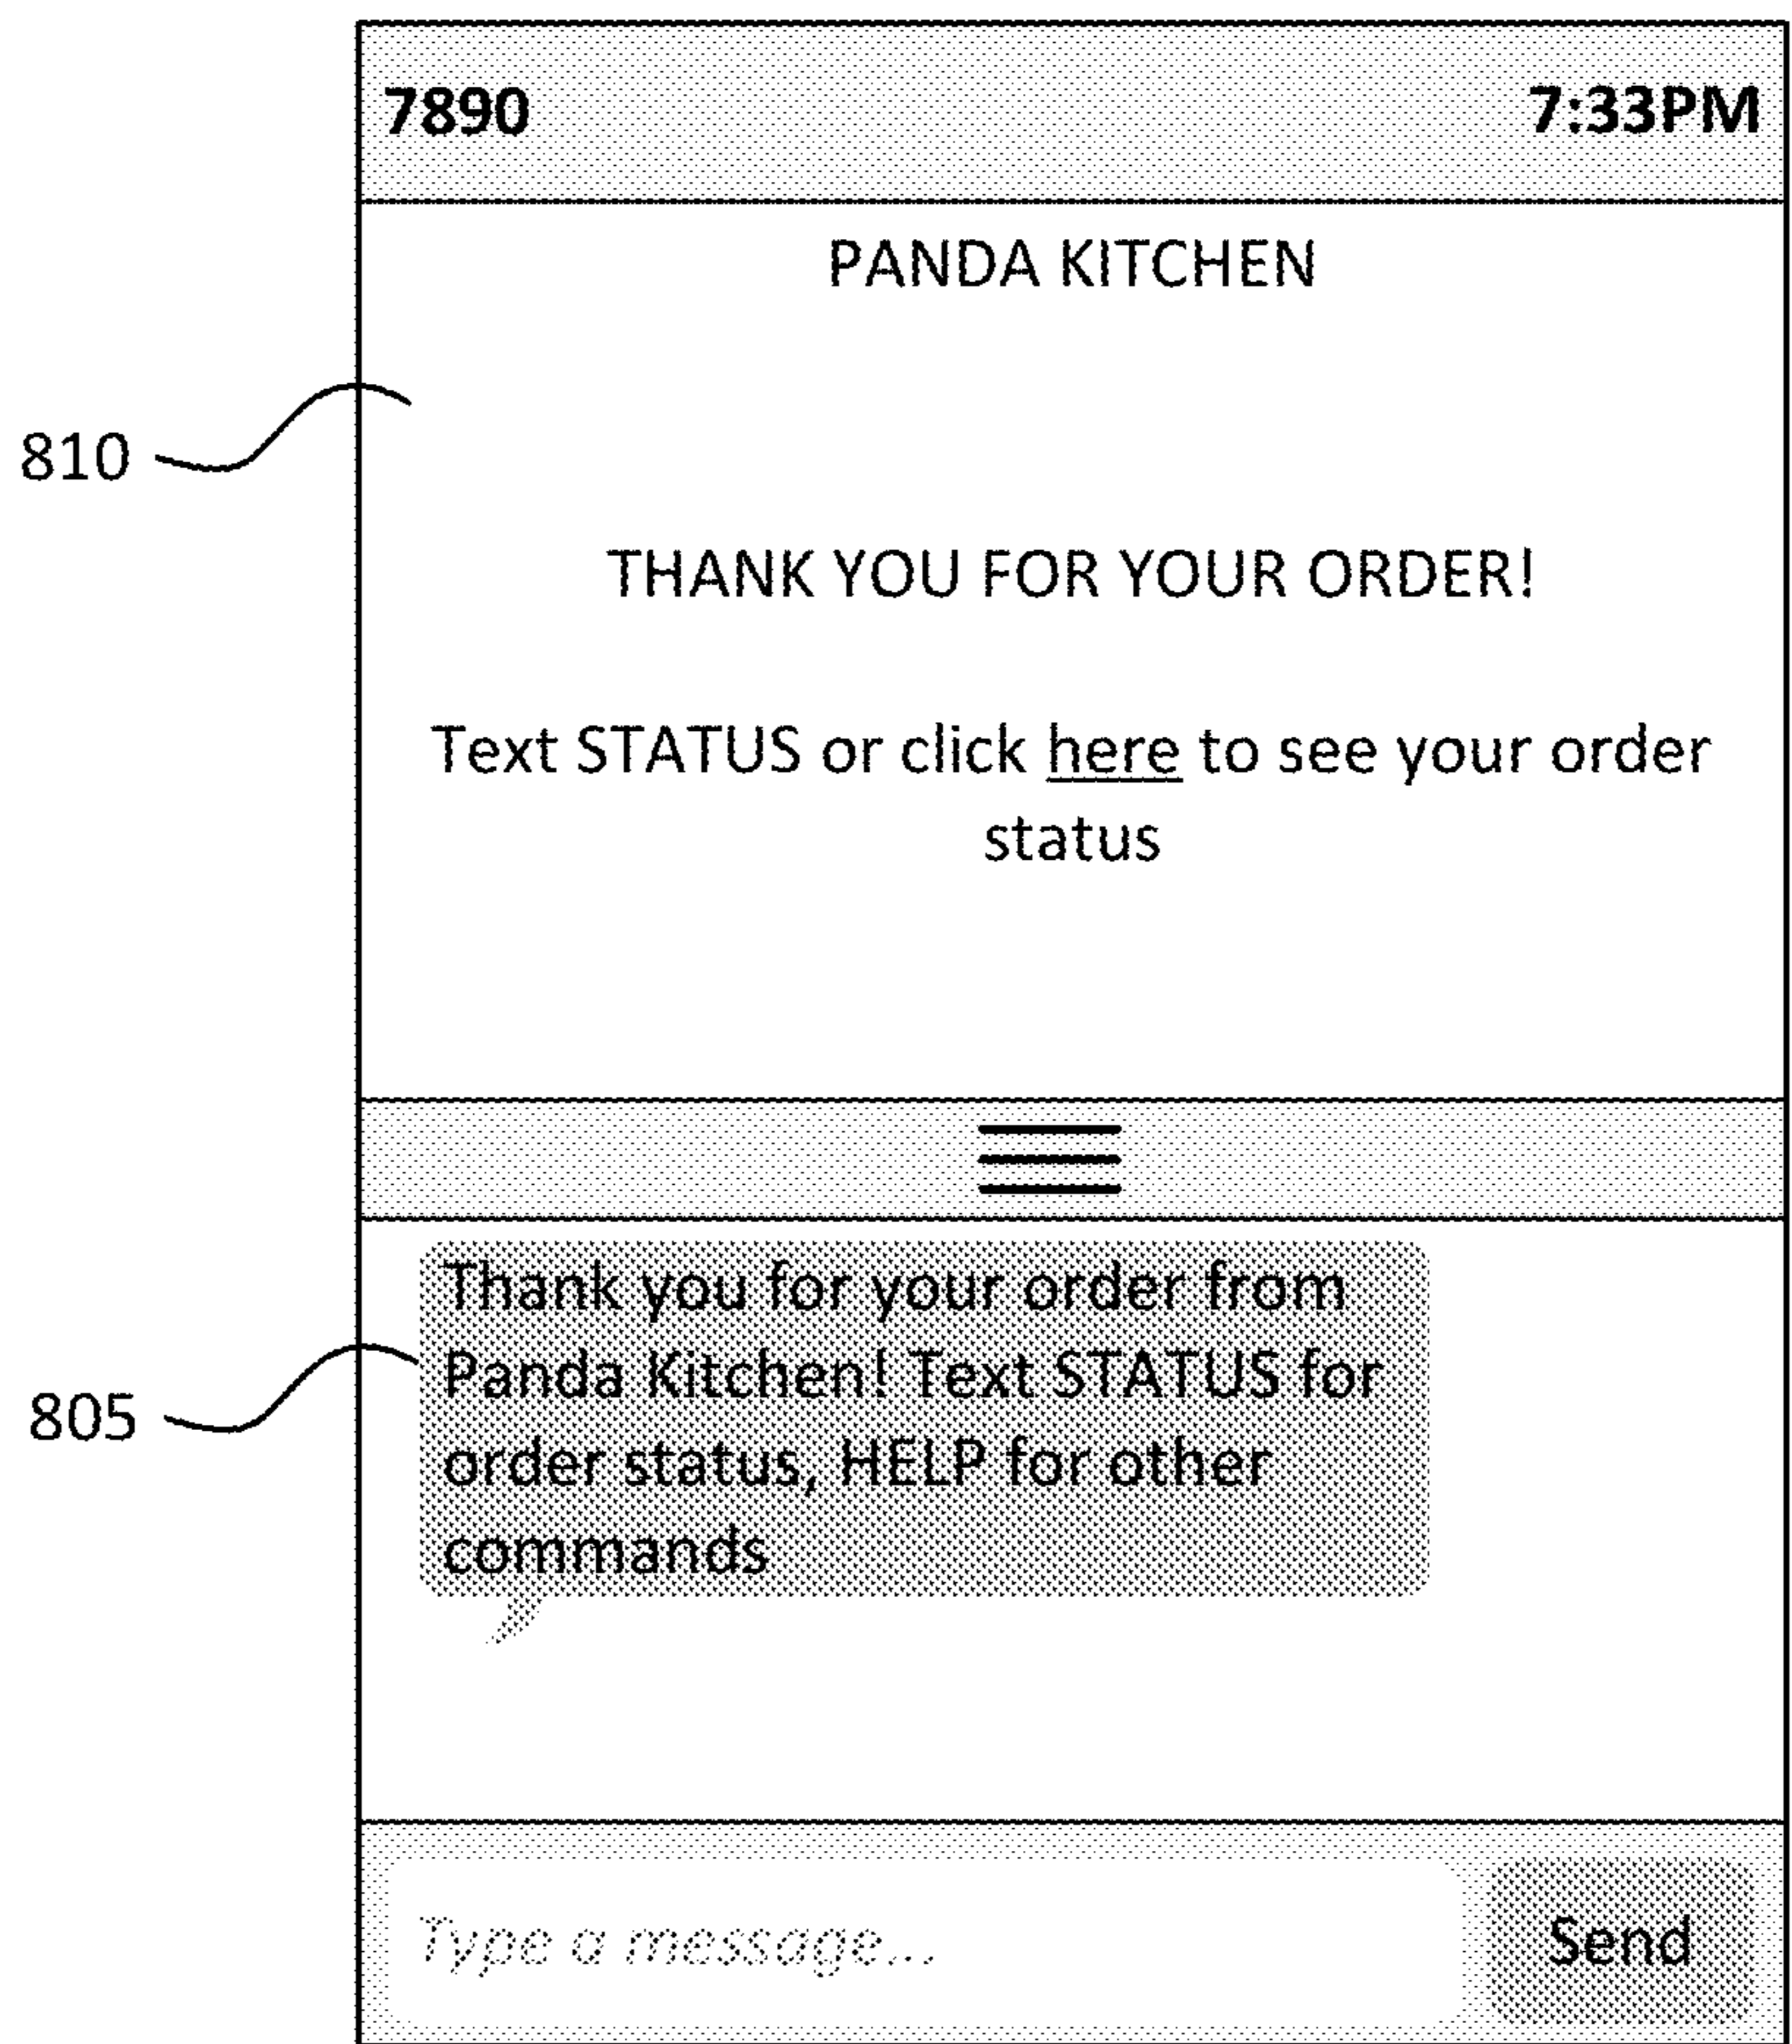 7890 7:33PM
PANDA KITCHEN
810
THANK YOU FOR YOUR ORDER!
Text STATUS or click here to see your order
status
Thank you for your order from
Panda Kitchen! Text STATUS for
805
order status, HELP for other
commands
Type a message...
Send